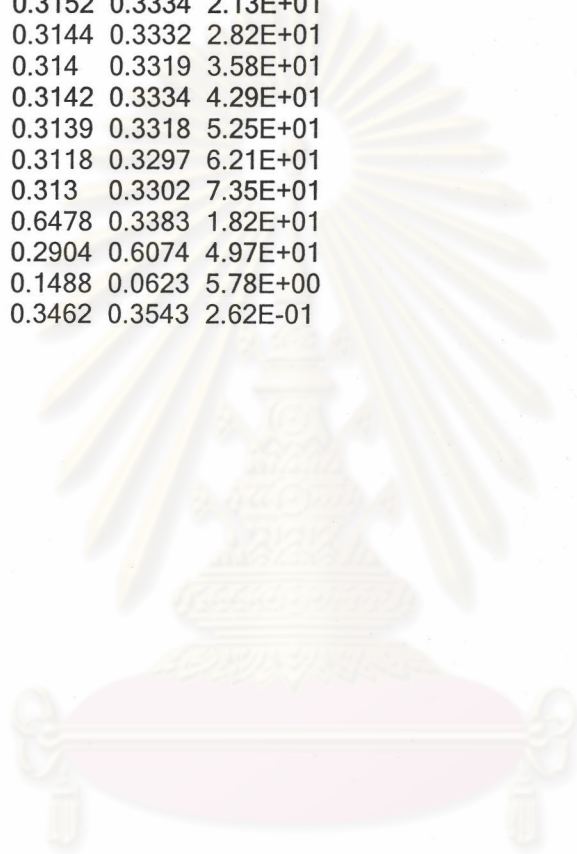 0.3152 0.3334 2.13E+01
0.3144 0.3332 2.82E+01
0.314 0.3319 3.58E+01
0.3142 0.3334 4.29E+01
0.3139 0.3318 5.25E+01
0.3118 0.3297 6.21E+01
0.313 0.3302 7.35E+01
0.6478 0.3383 1.82E+01
0.2904 0.6074 4.97E+01
0.1488 0.0623 5.78E+00
0.3462 0.3543 2.62E-01